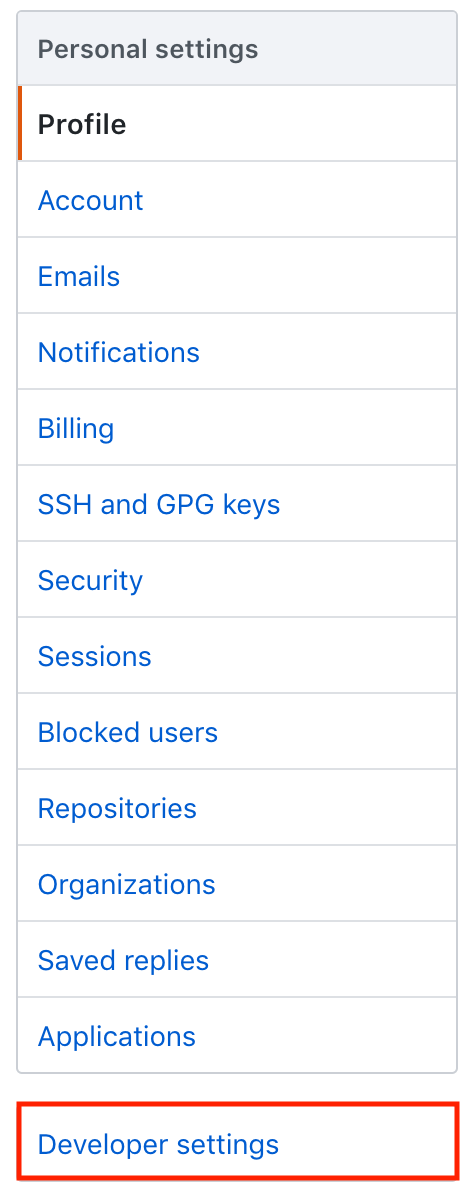 Personal settings
Profile
Account
Emails
Notifications
Billing
SSH and GPG keys
Security
Sessions
Blocked users
Repositories
Organizations
Saved replies
Applications
Developer settings